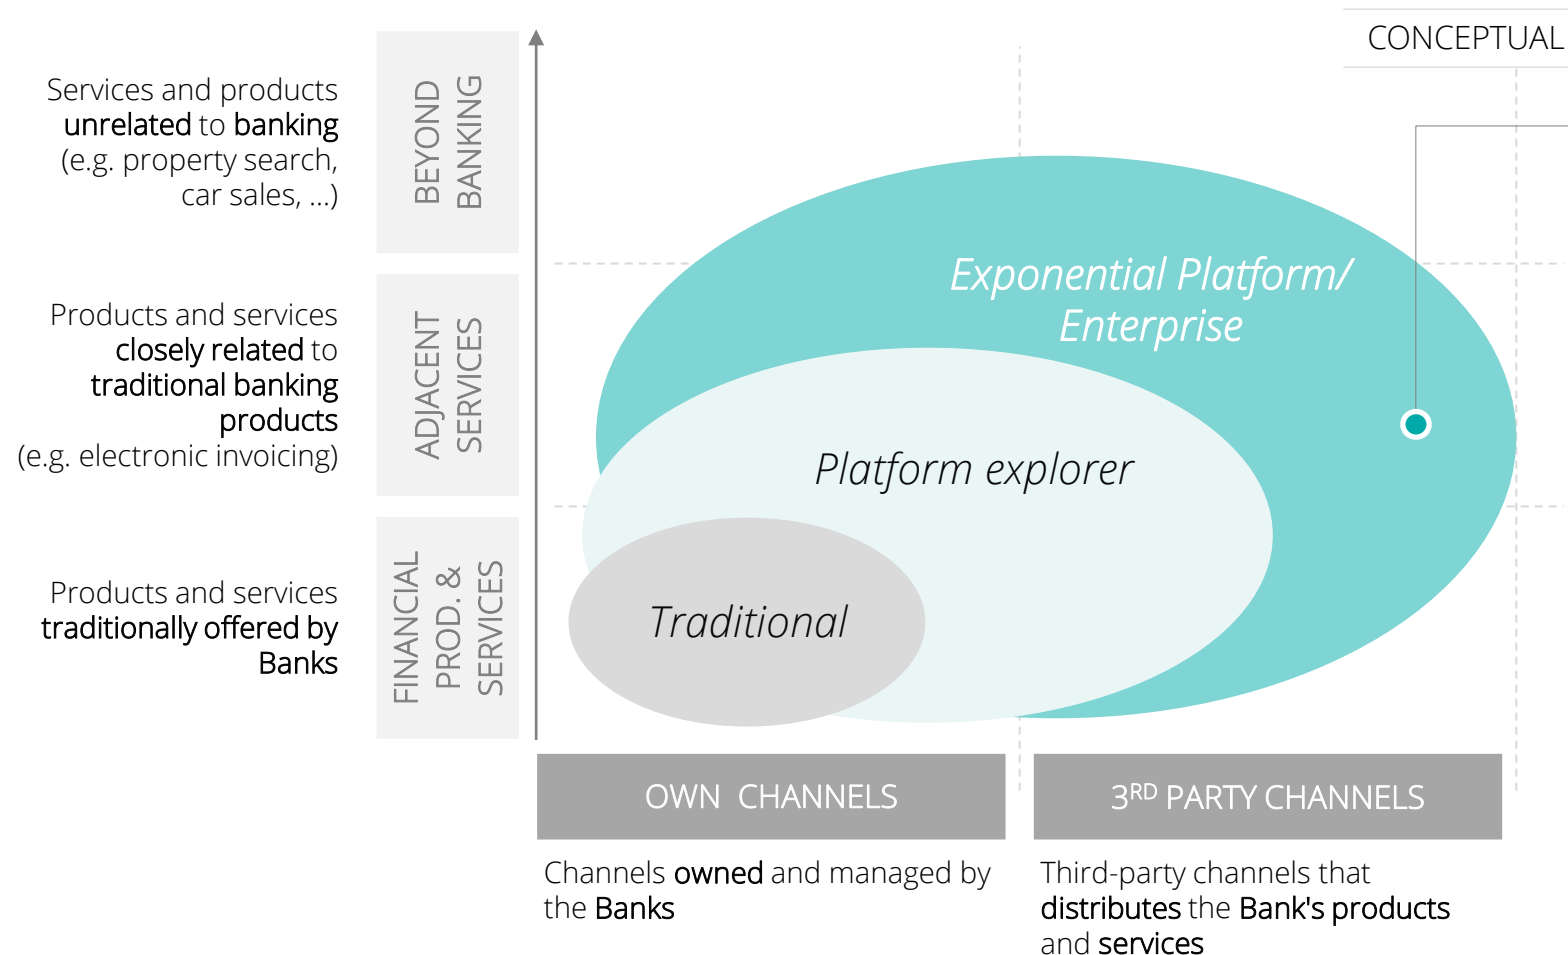 CONCEPTUAL
Services and products
unrelated to banking
(e.g. property search,
car sales, ...)
BEYOND
BANKING
Exponential Platform/
Enterprise
Products and services
closely related to
traditional banking
products
(e.g. electronic invoicing)
ADJACENT
SERVICES
Platform explorer
Products and services
traditionally offered by
Banks
FINANCIAL
PROD. &
SERVICES
Traditional
OWN CHANNELS
3RD PARTY CHANNELS
Channels owned and managed by
the Banks
Third-party channels that
distributes the Bank's products
and services